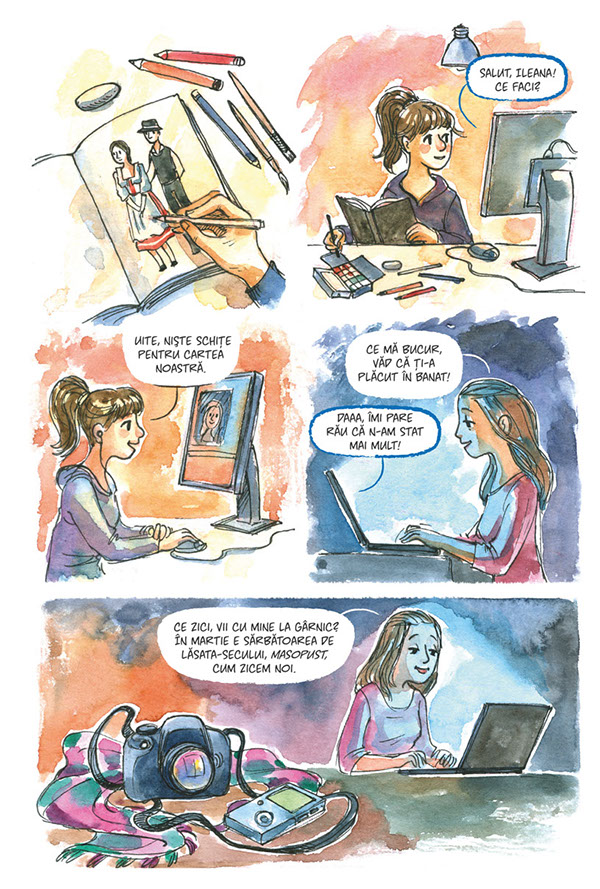 SALUT, ILEANA!
CE FACI?
UITE, NIȘTE SCHIȚE
PENTRU CARTEA
NOASTRĂ.
CE MĂ BUCUR,
VĂD CĂ ȚI-A
PLĂCUT ÎN BANAT!
DAAA, ÎMI PARE
RĂU CĂ N-AM STAT
MAI MULT!
CE ZICI, VII CU MINE LA GÂRNIC?
ÎN MARTIE E SĂRBĂTOAREA DE
LĂSATA-SECULUI, MASOPUST,
CUM ZICEM NOI.